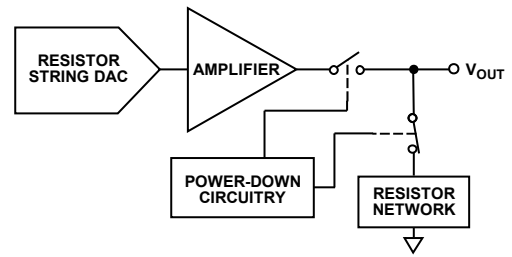 RESISTOR
STRING DAC
AMPLIFIER
VOUT
POWER-DOWN
CIRCUITRY
RESISTOR
NETWORK